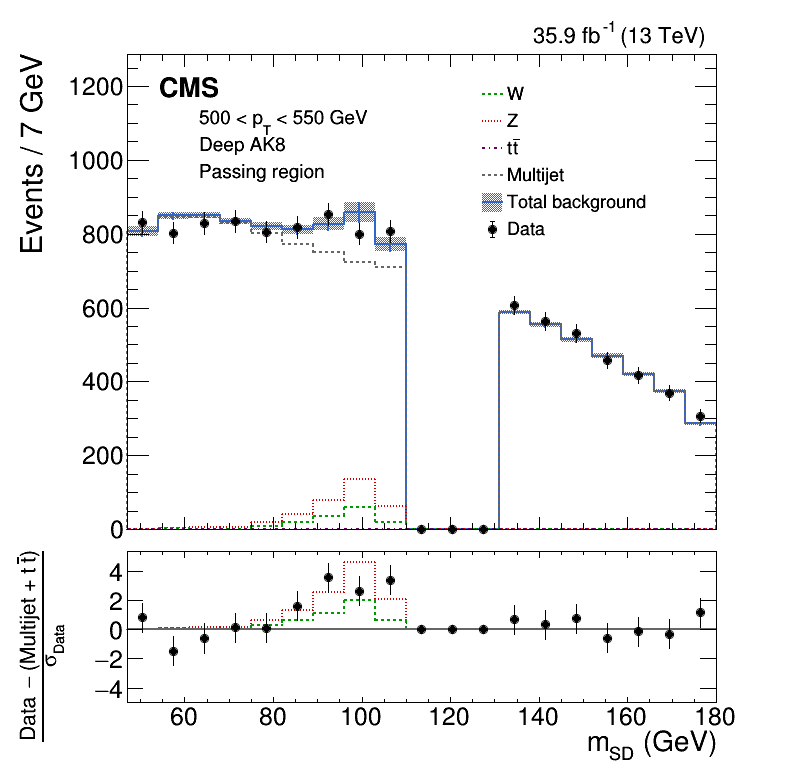 35.9 fb⁻¹ (13 TeV)
Events / 7 GeV
CMS
500 < p_T < 550 GeV
Deep AK8
Passing region
W
Z
tt̄
Multijet
Total background
Data
1200
1000
800
600
400
200
0
Data − (Multijet + t t̄)
σ_Data
4
2
0
−2
−4
60 80 100 120 140 160 180
m_SD (GeV)